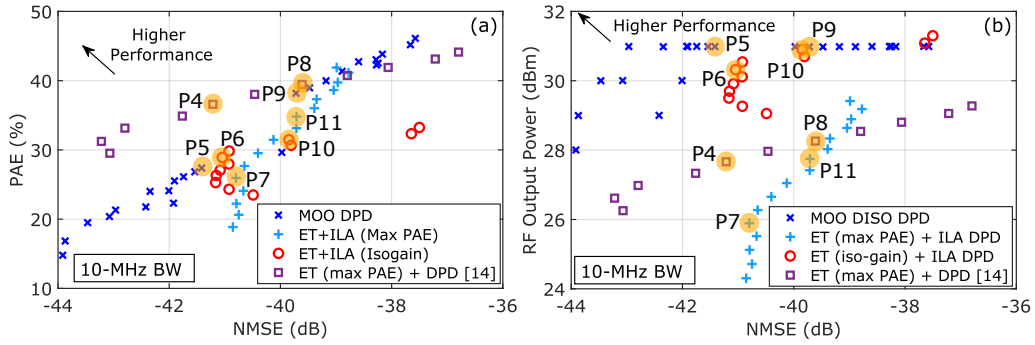 (a)
Higher
Performance
P8
P4
P9
P11
P5
P6
P10
P7
MOO DPD
ET+ILA (Max PAE)
ET+ILA (Isogain)
ET (max PAE) + DPD [14]
10-MHz BW
PAE (%)
50
40
30
20
10
-44
-42
-40
-38
-36
NMSE (dB)
(b)
Higher Performance
P5
P9
P6
P10
P8
P4
P11
P7
MOO DISO DPD
ET (max PAE) + ILA DPD
ET (iso-gain) + ILA DPD
ET (max PAE) + DPD [14]
10-MHz BW
RF Output Power (dBm)
32
30
28
26
24
-44
-42
-40
-38
-36
NMSE (dB)